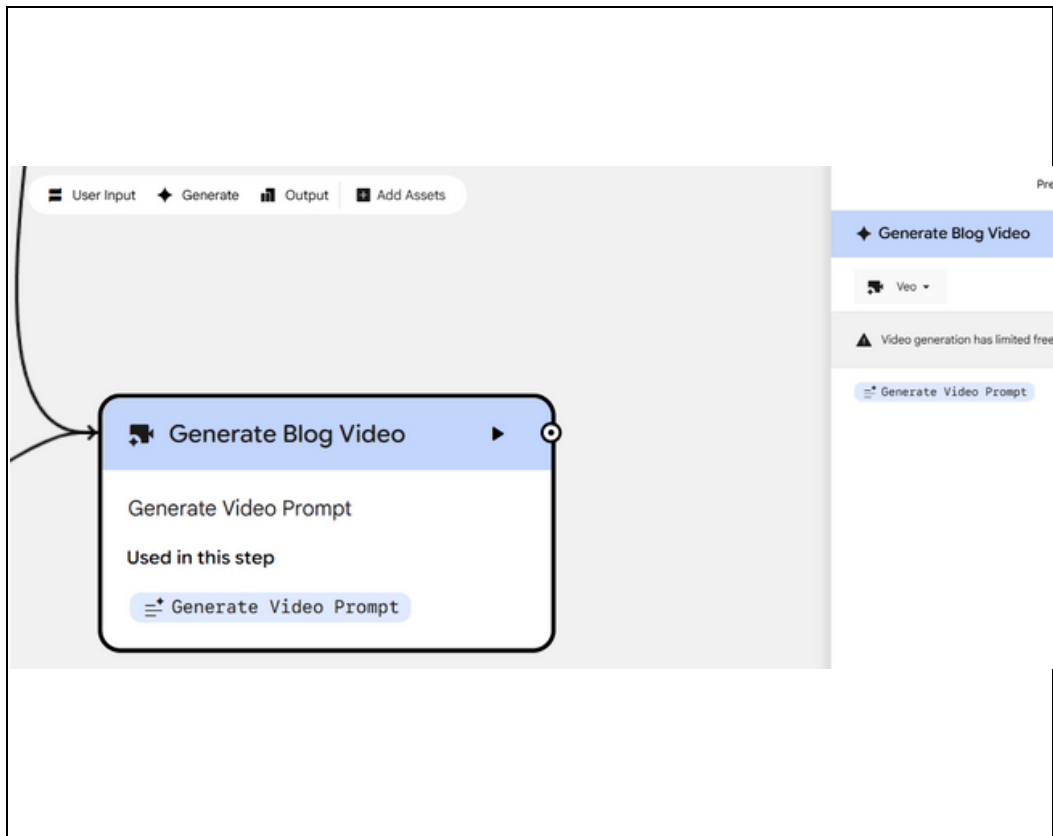 User Input Generate Output Add Assets
Generate Blog Video
Generate Video Prompt
Used in this step
Generate Video Prompt
Pre
Generate Blog Video
Veo
Video generation has limited free
Generate Video Prompt